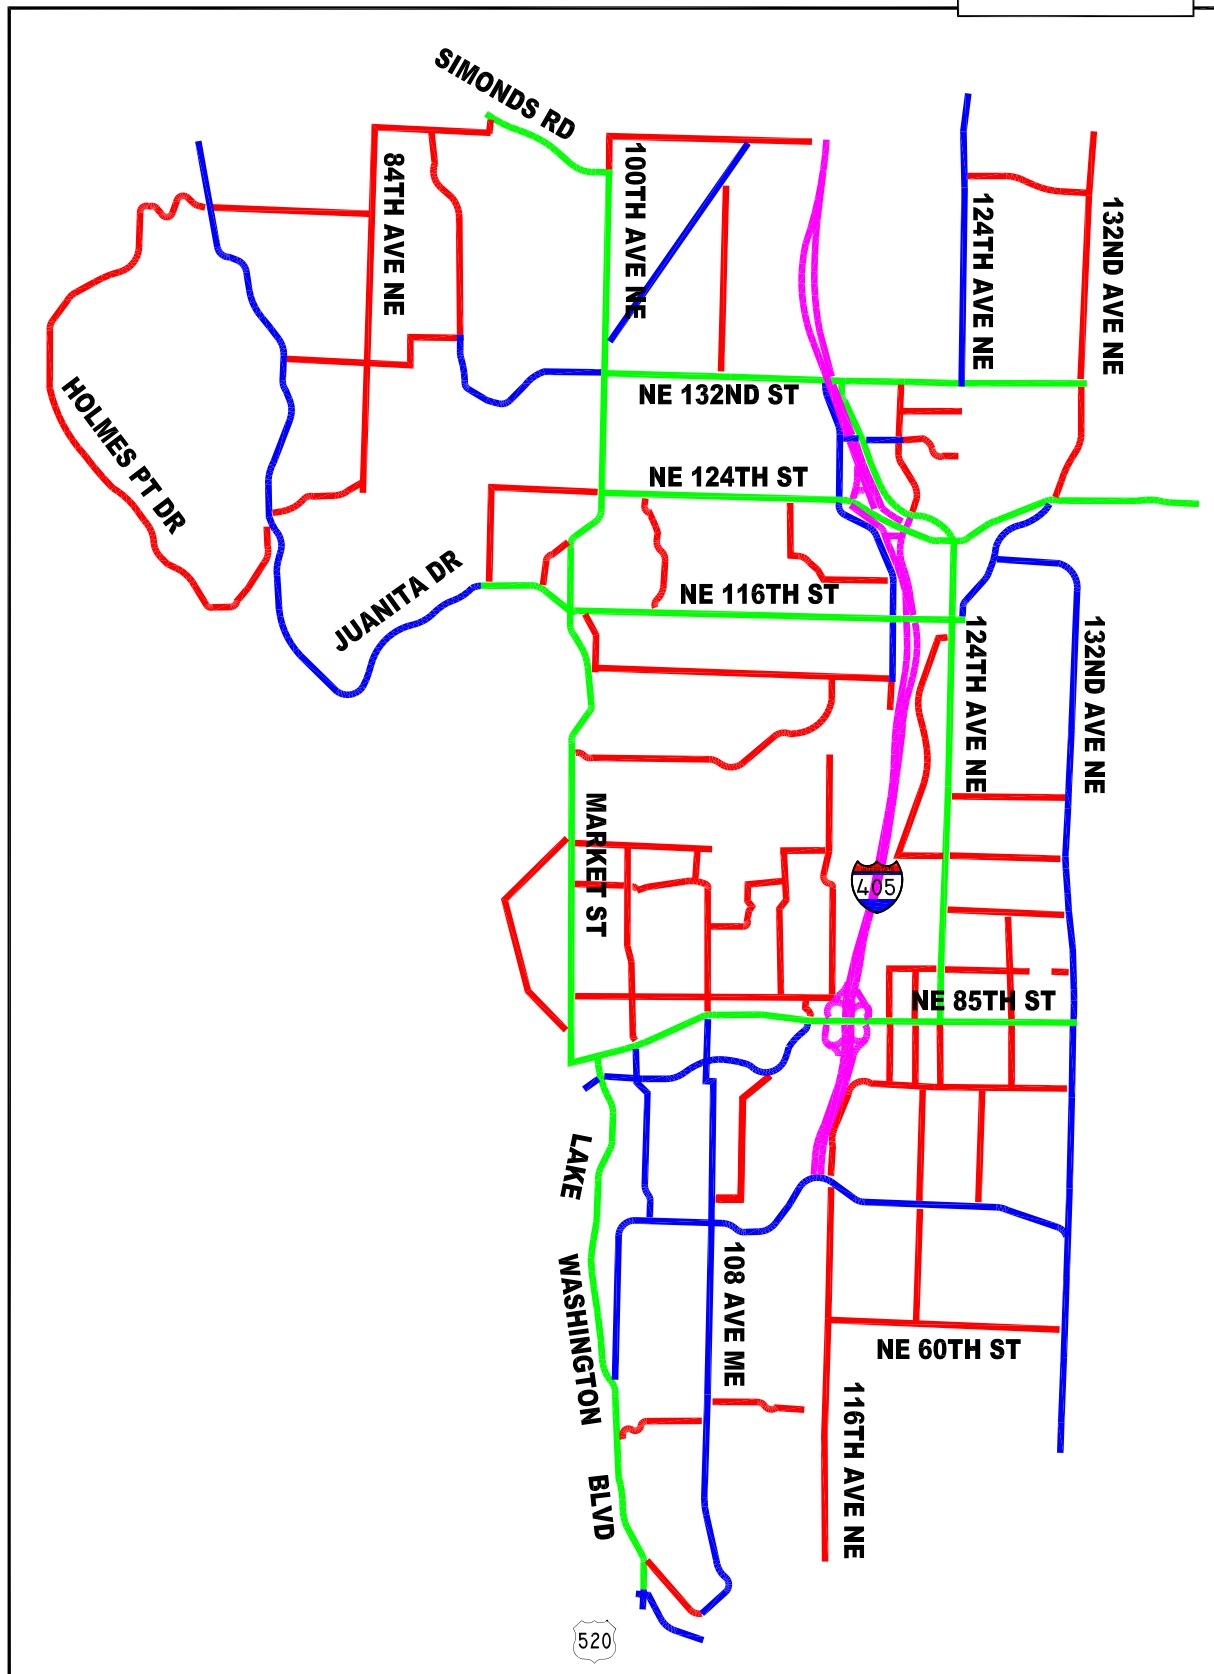 SIMONDS RD
84TH AVE NE
100TH AVE NE
124TH AVE NE
132ND AVE NE
HOLMES PT DR
NE 132ND ST
NE 124TH ST
JUANITA DR
NE 116TH ST
124TH AVE NE
132ND AVE NE
MARKET ST
405
NE 85TH ST
LAKE
WASHINGTON
BLVD
108 AVE ME
NE 60TH ST
116TH AVE NE
520